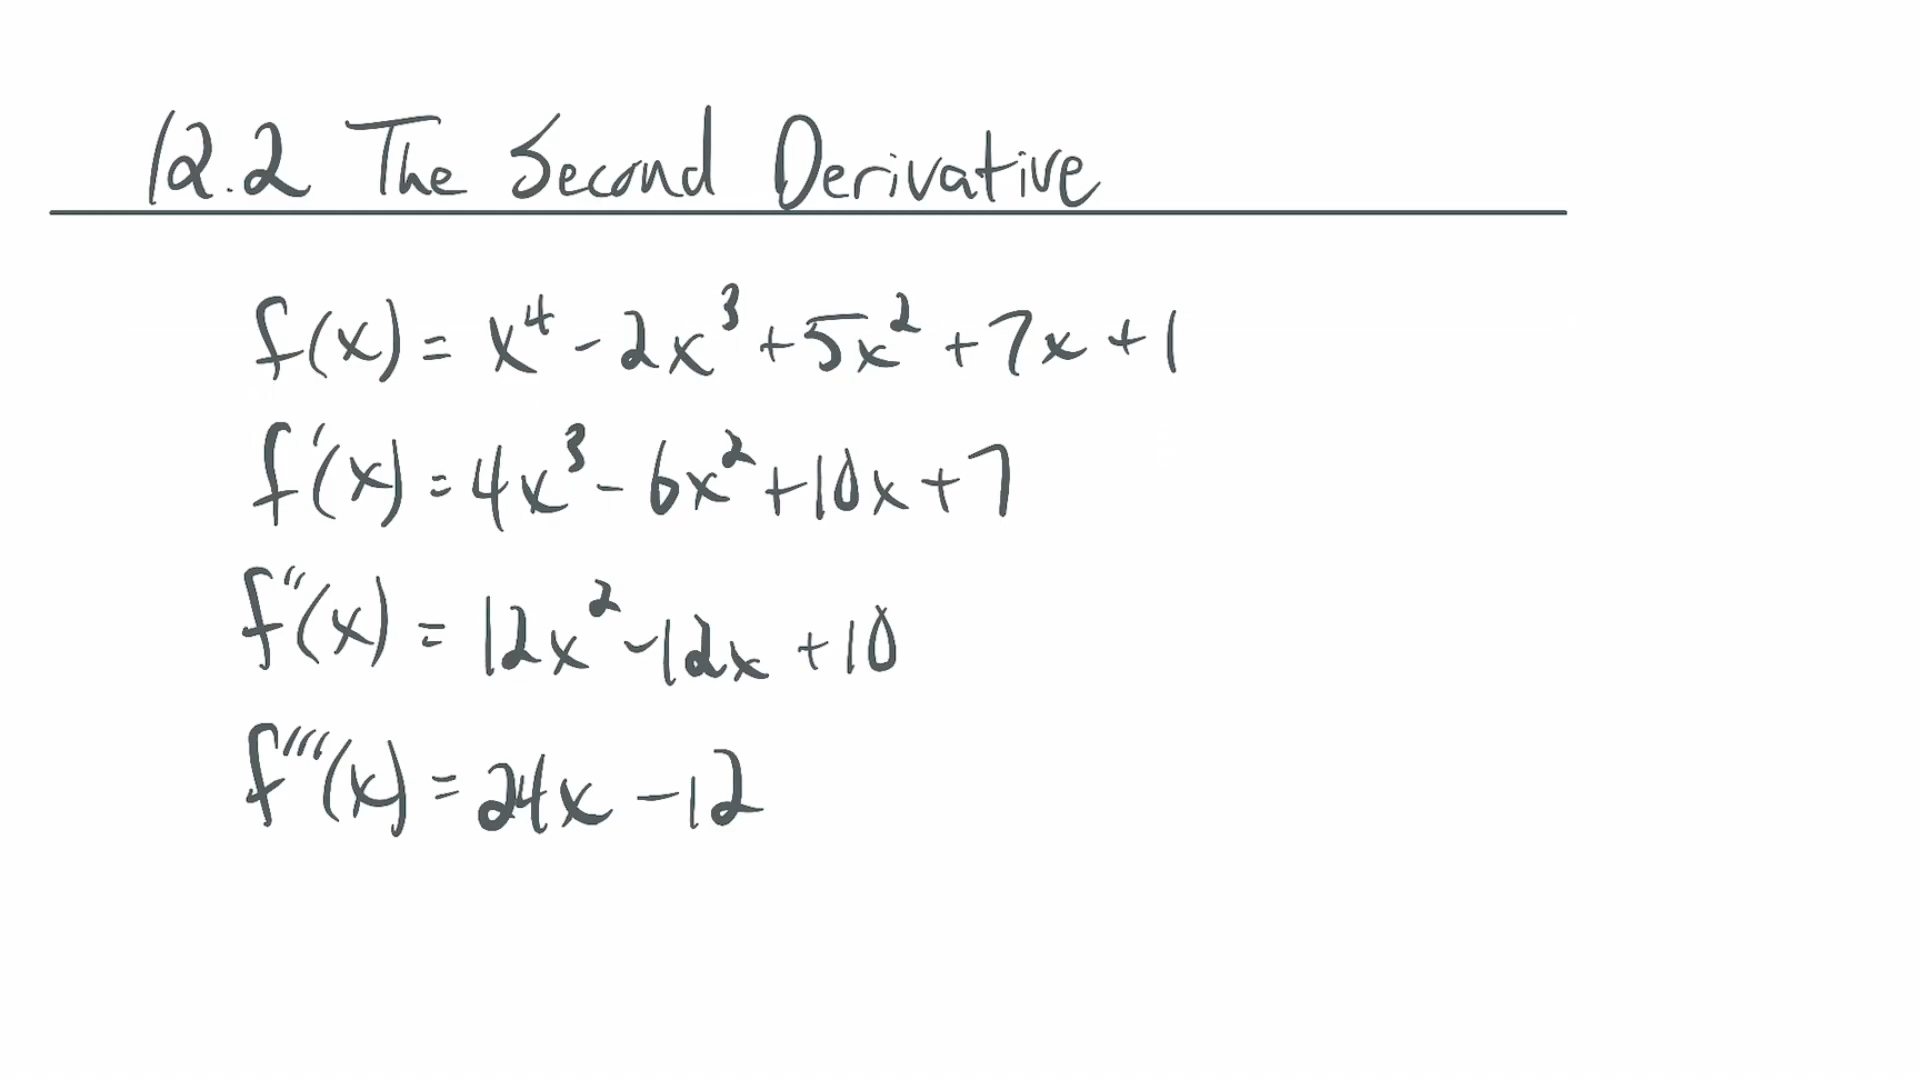 12.2 The Second Derivative
f(x) = x⁴ - 2x³ + 5x² + 7x + 1
f'(x) = 4x³ - 6x² + 10x + 7
f''(x) = 12x² - 12x + 10
f'''(x) = 24x - 12